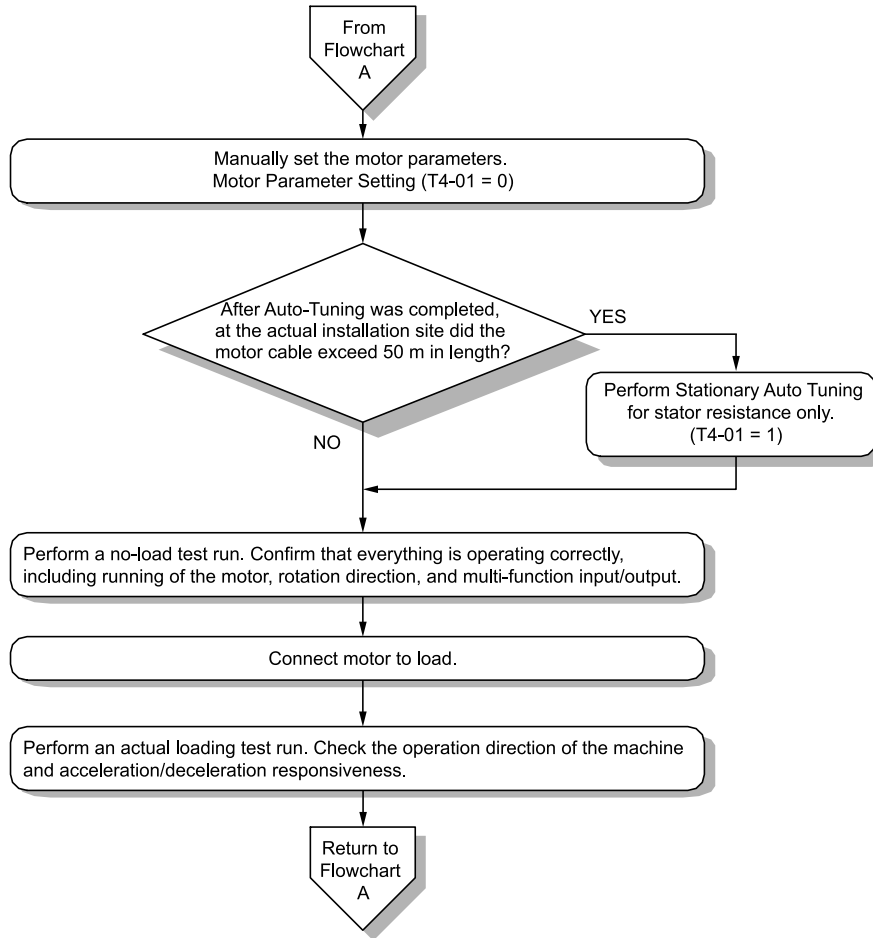 From
Flowchart
A
Manually set the motor parameters.
Motor Parameter Setting (T4-01 = 0)
After Auto-Tuning was completed,
at the actual installation site did the
motor cable exceed 50 m in length?
YES
Perform Stationary Auto Tuning
for stator resistance only.
(T4-01 = 1)
NO
Perform a no-load test run. Confirm that everything is operating correctly,
including running of the motor, rotation direction, and multi-function input/output.
Connect motor to load.
Perform an actual loading test run. Check the operation direction of the machine
and acceleration/deceleration responsiveness.
Return to
Flowchart
A